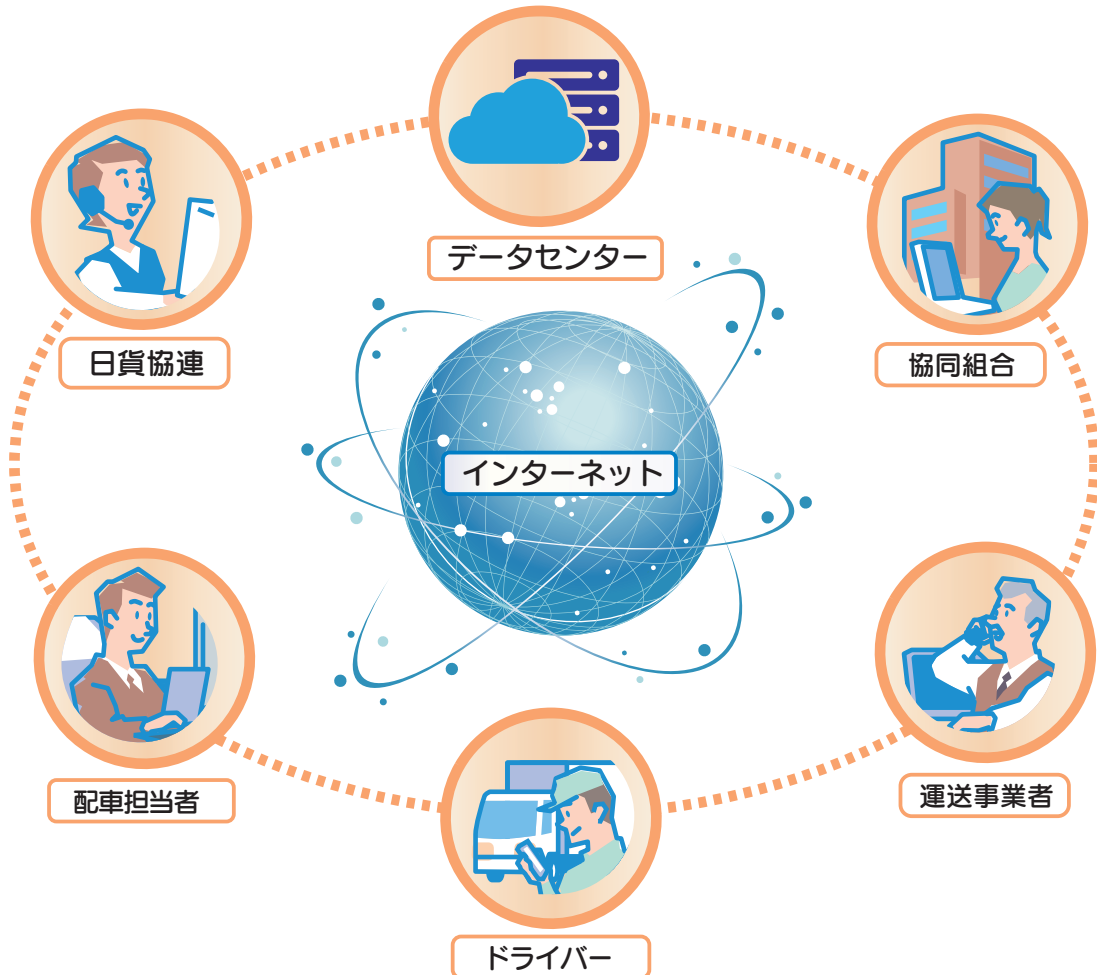 データセンター
日貨協連
協同組合
インターネット
配車担当者
運送事業者
ドライバー